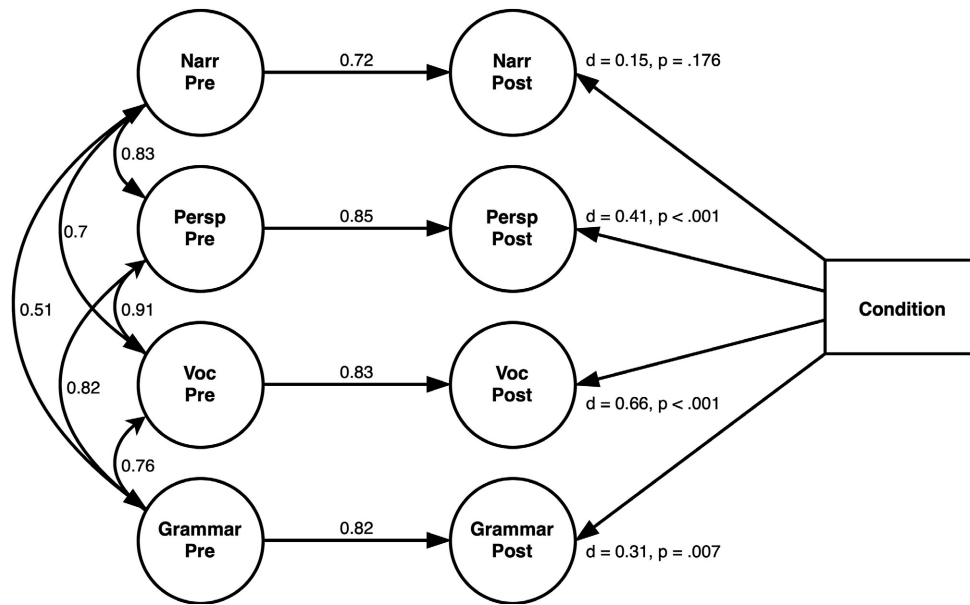 Narr
Pre
0.72
Narr
Post
d = 0.15, p = .176
0.83
Persp
Pre
0.85
Persp
Post
d = 0.41, p < .001
0.7
0.51
0.91
Condition
Voc
Pre
0.83
Voc
Post
d = 0.66, p < .001
0.82
0.76
Grammar
Pre
0.82
Grammar
Post
d = 0.31, p = .007